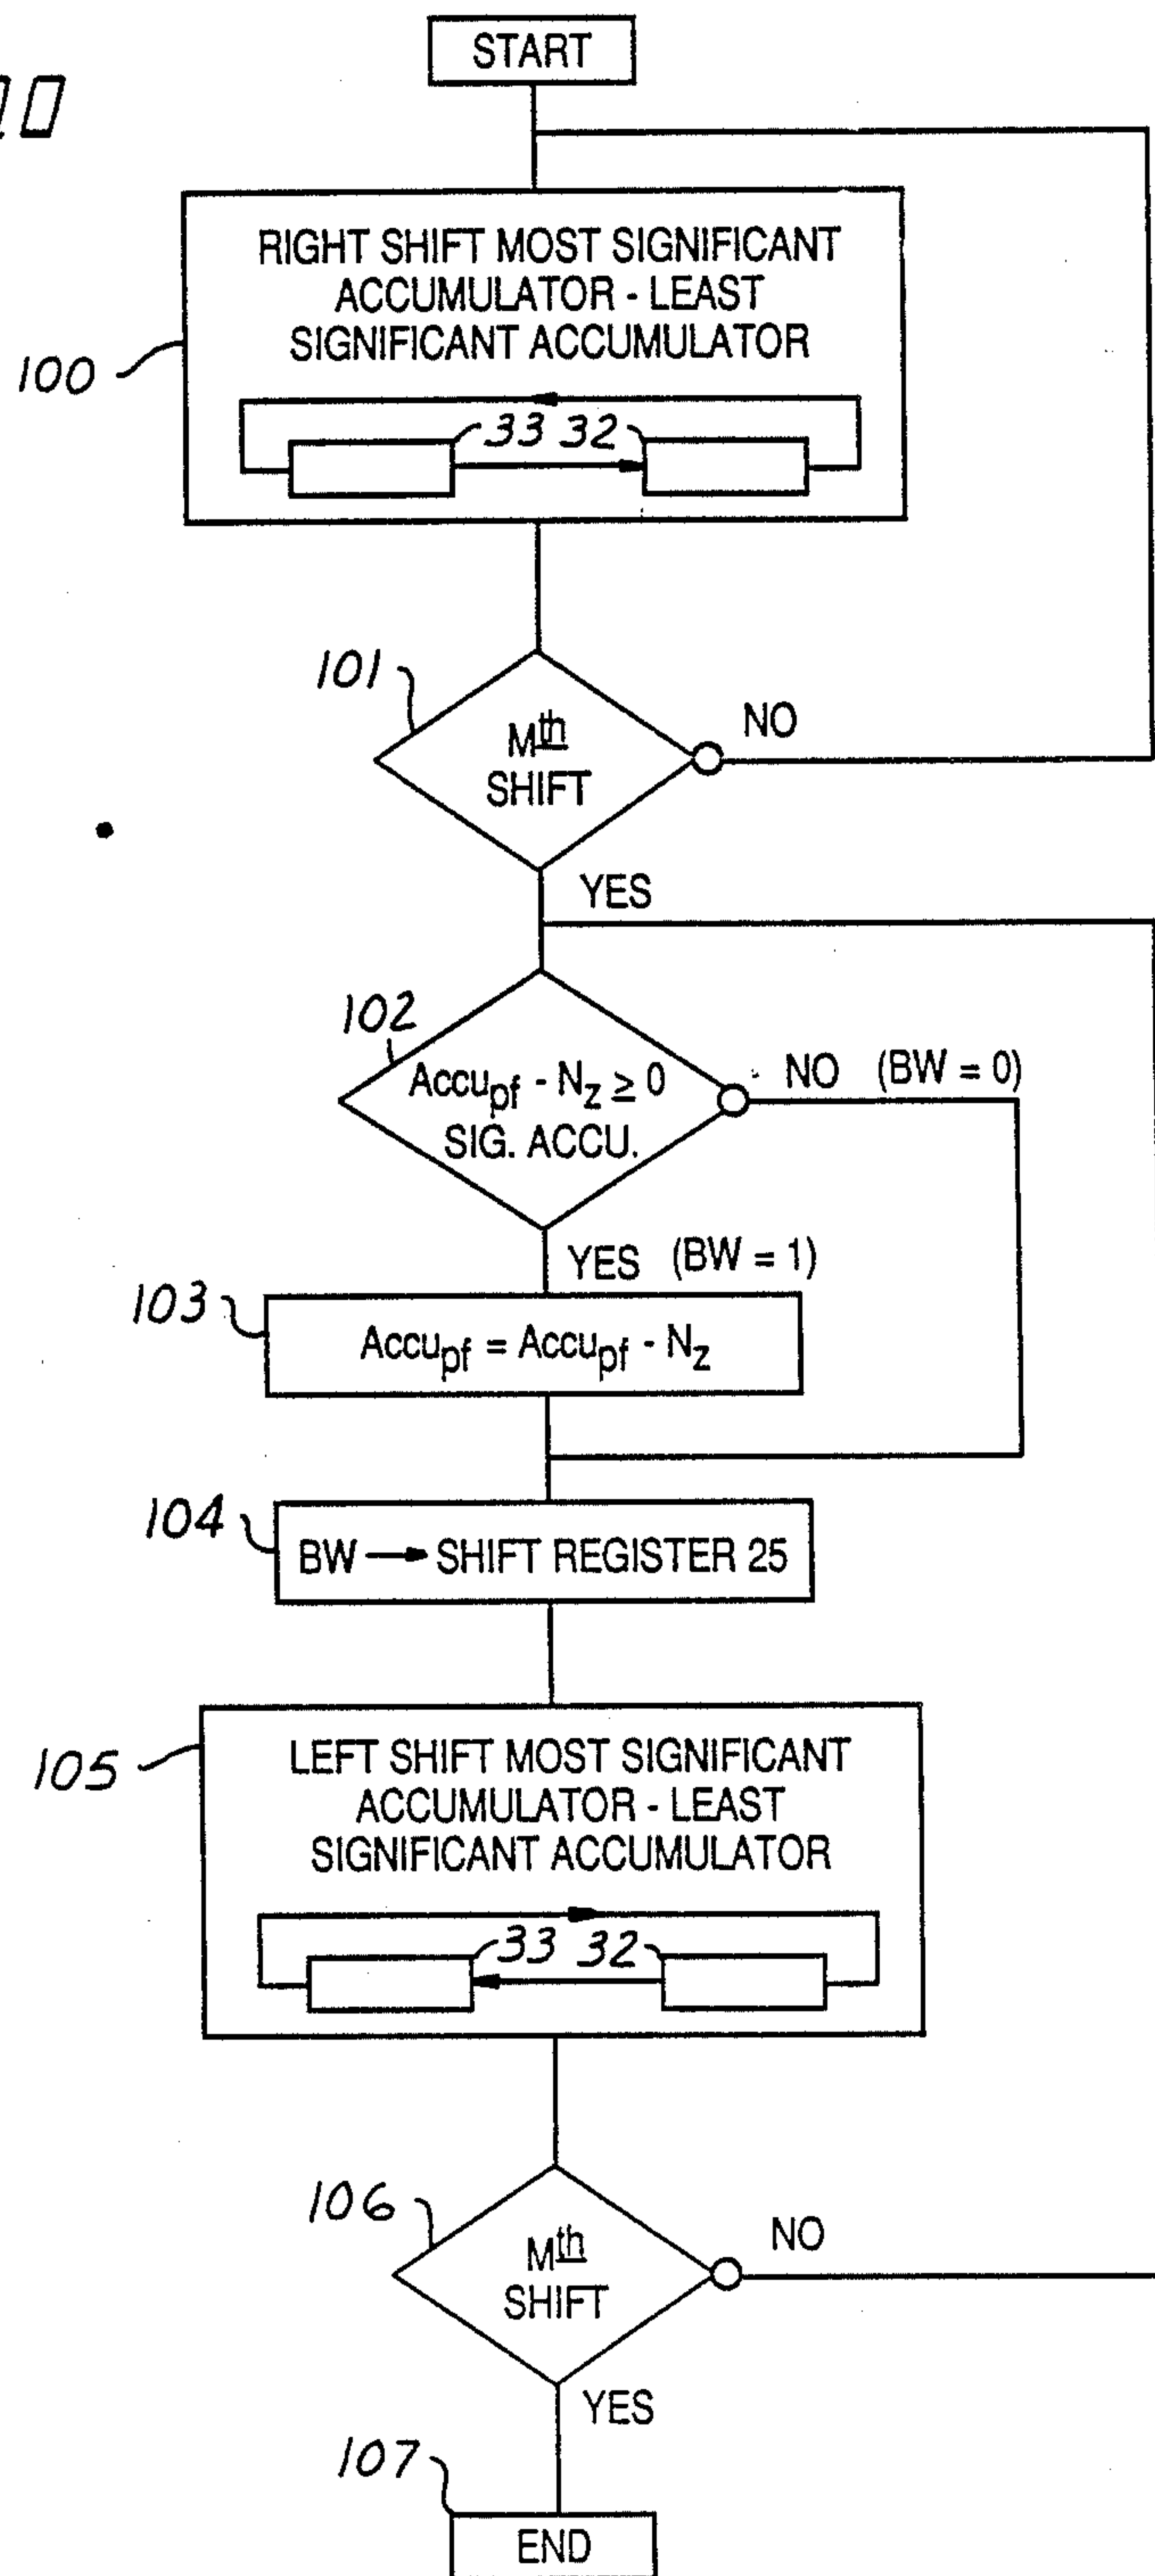 10
START
RIGHT SHIFT MOST SIGNIFICANT
ACCUMULATOR - LEAST
SIGNIFICANT ACCUMULATOR
100
33 32
101
Mth
SHIFT
NO
YES
102
Accupf - Nz ≥ 0
SIG. ACCU.
NO (BW = 0)
YES (BW = 1)
103
Accupf = Accupf - Nz
104
BW → SHIFT REGISTER 25
105
LEFT SHIFT MOST SIGNIFICANT
ACCUMULATOR - LEAST
SIGNIFICANT ACCUMULATOR
33 32
106
Mth
SHIFT
NO
YES
107
END